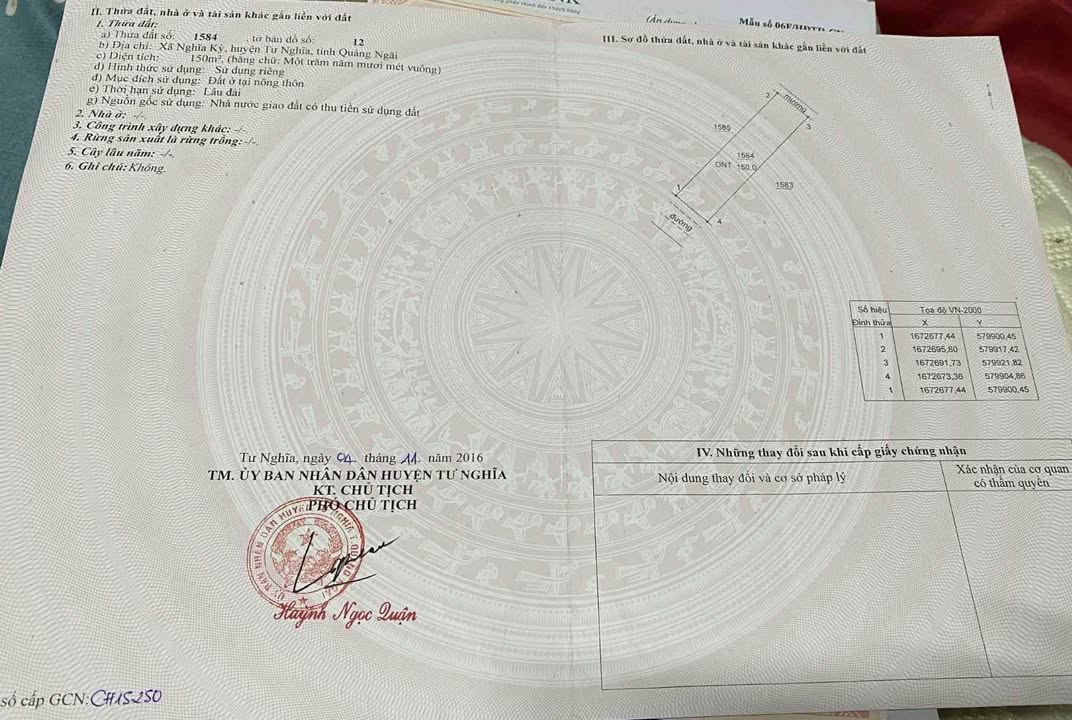 Mẫu số 06F/HĐTD
II. Thửa đất, nhà ở và tài sản khác gắn liền với đất
1. Thửa đất:
a) Thửa đất số: 1584 , tờ bản đồ số: 12
b) Địa chỉ: Xã Nghĩa Kỳ, huyện Tư Nghĩa, tỉnh Quảng Ngãi
c) Diện tích: 150m², (bằng chữ: Một trăm năm mươi mét vuông)
d) Hình thức sử dụng: Sử dụng riêng
đ) Mục đích sử dụng: Đất ở tại nông thôn
e) Thời hạn sử dụng: Lâu dài
g) Nguồn gốc sử dụng: Nhà nước giao đất có thu tiền sử dụng đất
2. Nhà ở: -/-.
3. Công trình xây dựng khác: -/-.
4. Rừng sản xuất là rừng trồng: -/-.
5. Cây lâu năm: -/-.
6. Ghi chú: Không.
III. Sơ đồ thửa đất, nhà ở và tài sản khác gắn liền với đất
2
mương
3
1585
1584
ONT 150.0
1583
1
đường
4
Số hiệu Đỉnh thửa Tọa độ VN-2000
X Y
1 1672677,44 579900,45
2 1672695,80 579917,42
3 1672691,73 579921,82
4 1672673,36 579904,86
1 1672677,44 579900,45
Tư Nghĩa, ngày 04 tháng 11 năm 2016
TM. ỦY BAN NHÂN DÂN HUYỆN TƯ NGHĨA
KT. CHỦ TỊCH
PHÓ CHỦ TỊCH
Huỳnh Ngọc Quận
IV. Những thay đổi sau khi cấp giấy chứng nhận
Nội dung thay đổi và cơ sở pháp lý
Xác nhận của cơ quan
có thẩm quyền
số cấp GCN: CH15250